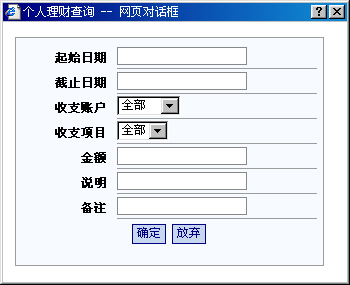 个人理财查询 -- 网页对话框
起始日期
截止日期
收支账户 全部
收支项目 全部
金额
说明
备注
确定 放弃